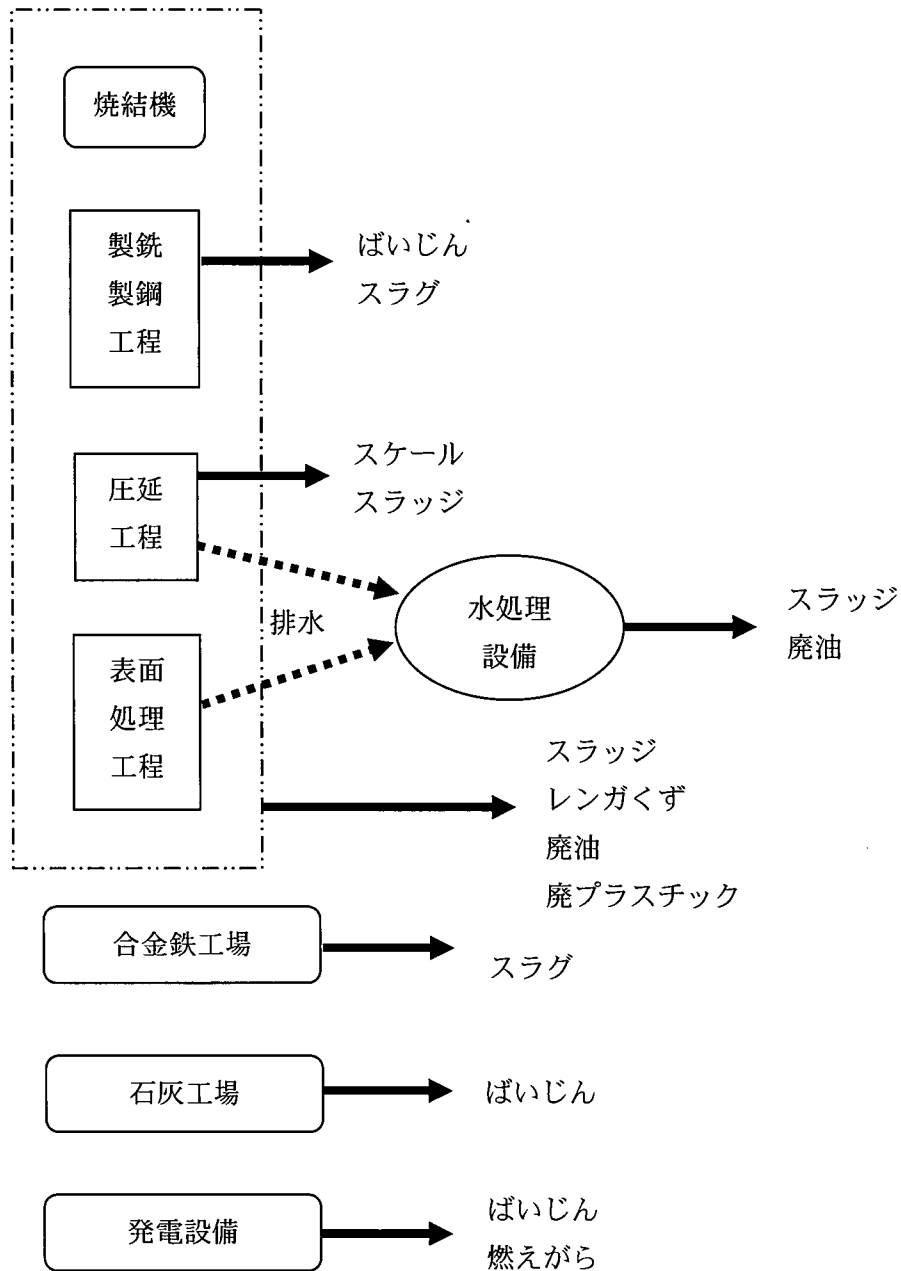 焼結機
製銑
製鋼
工程
ばいじん
スラグ
圧延
工程
スケール
スラッジ
排水
水処理
設備
スラッジ
廃油
表面
処理
工程
スラッジ
レンガくず
廃油
廃プラスチック
合金鉄工場
スラグ
石灰工場
ばいじん
発電設備
ばいじん
燃えがら